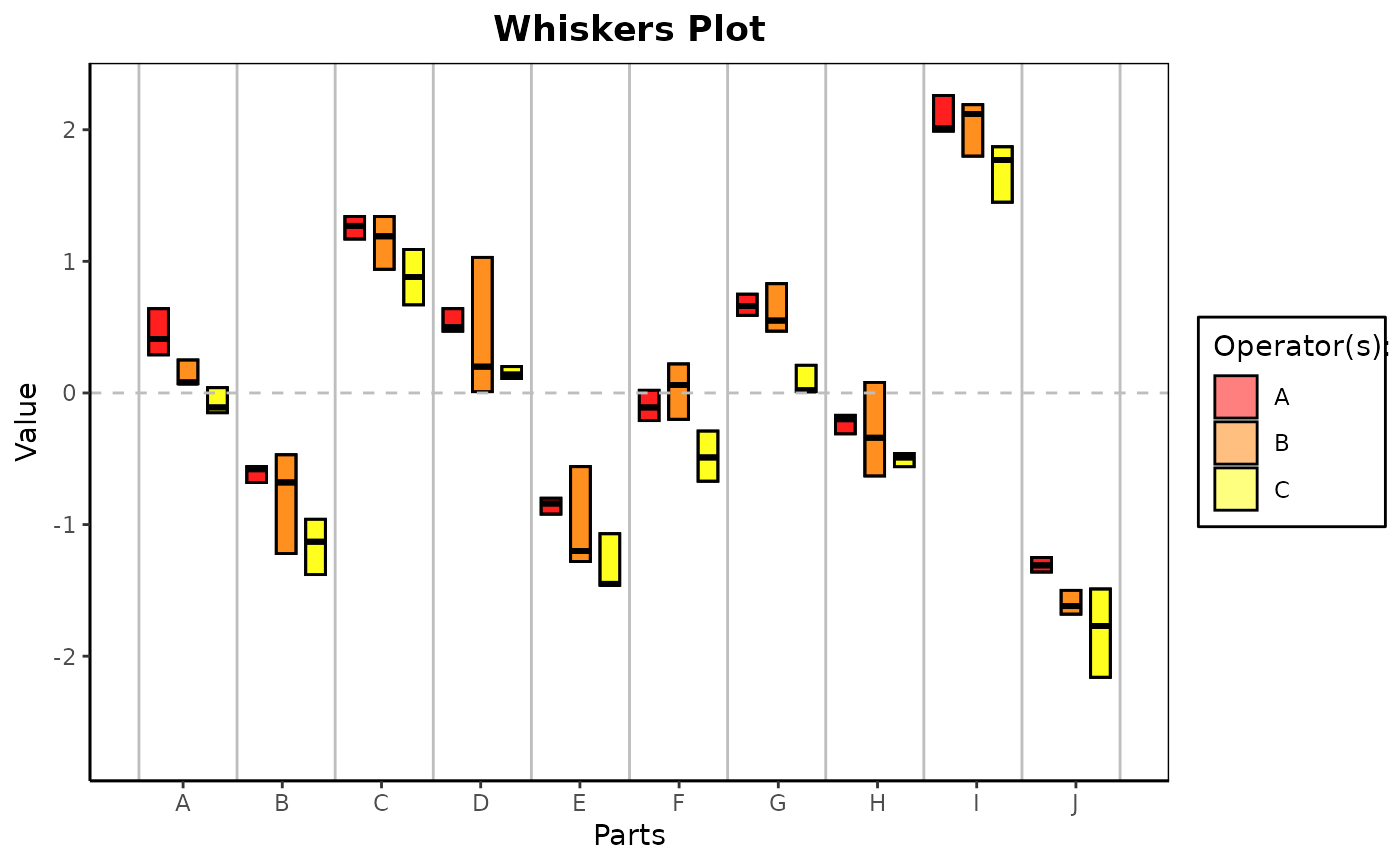 Whiskers Plot
Value
2
1
0
-1
-2
A B C D E F G H I J
Parts
Operator(s):
A
B
C